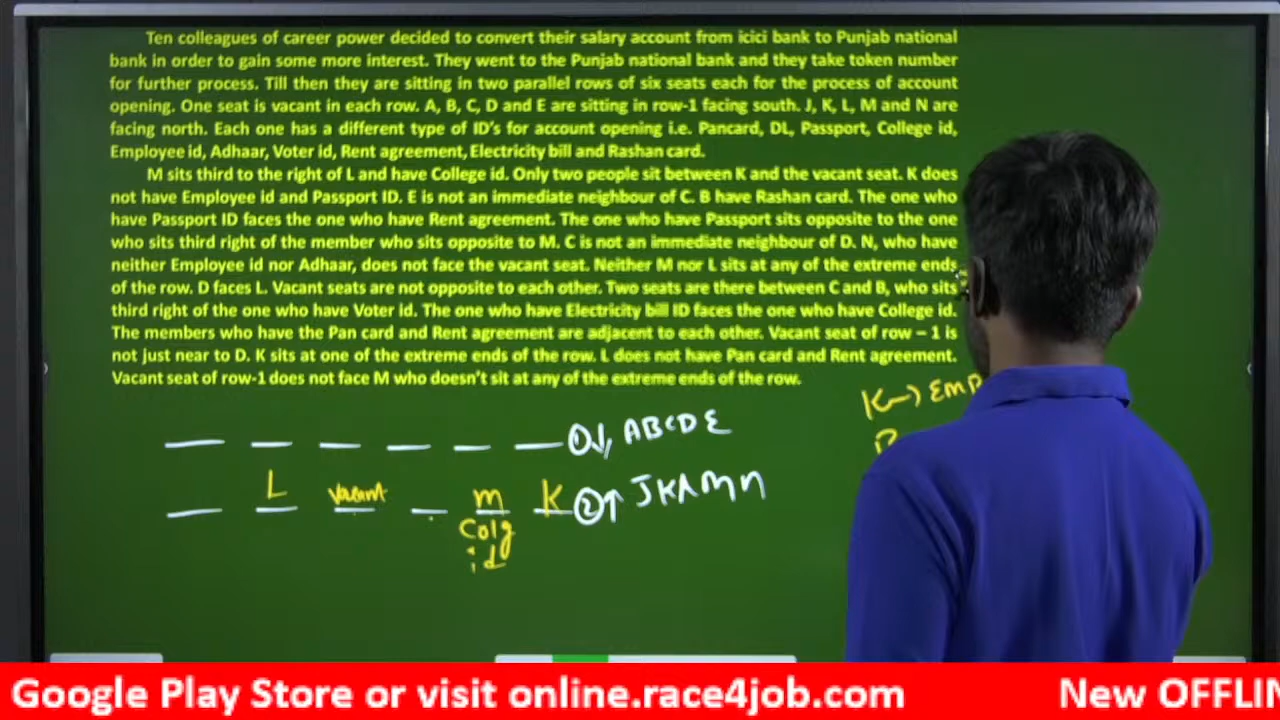 Ten colleagues of career power decided to convert their salary account from icici bank to Punjab national
bank in order to gain some more interest. They went to the Punjab national bank and they take token number
for further process. Till then they are sitting in two parallel rows of six seats each for the process of account
opening. One seat is vacant in each row. A, B, C, D and E are sitting in row-1 facing south. J, K, L, M and N are
facing north. Each one has a different type of ID's for account opening i.e. Pancard, DL, Passport, College id,
Employee id, Adhaar, Voter id, Rent agreement, Electricity bill and Rashan card.
M sits third to the right of L and have College id. Only two people sit between K and the vacant seat. K does
not have Employee id and Passport ID. E is not an immediate neighbour of C. B have Rashan card. The one who
have Passport ID faces the one who have Rent agreement. The one who have Passport sits opposite to the one
who sits third right of the member who sits opposite to M. C is not an immediate neighbour of D. N, who have
neither Employee id nor Adhaar, does not face the vacant seat. Neither M nor L sits at any of the extreme ends
of the row. D faces L. Vacant seats are not opposite to each other. Two seats are there between C and B, who sits
third right of the one who have Voter id. The one who have Electricity bill ID faces the one who have College id.
The members who have the Pan card and Rent agreement are adjacent to each other. Vacant seat of row – 1 is
not just near to D. K sits at one of the extreme ends of the row. L does not have Pan card and Rent agreement.
Vacant seat of row-1 does not face M who doesn't sit at any of the extreme ends of the row.
K→ Emp
1↓, ABCDE
L vacant m K 2↑ JKLMN
Colg
id
Google Play Store or visit online.race4job.com New OFFLIN